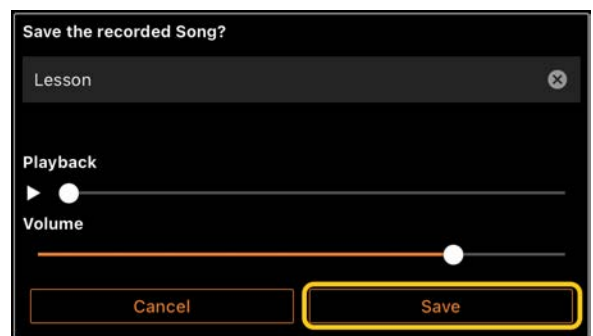 Save the recorded Song?
Lesson
Playback
Volume
Cancel Save